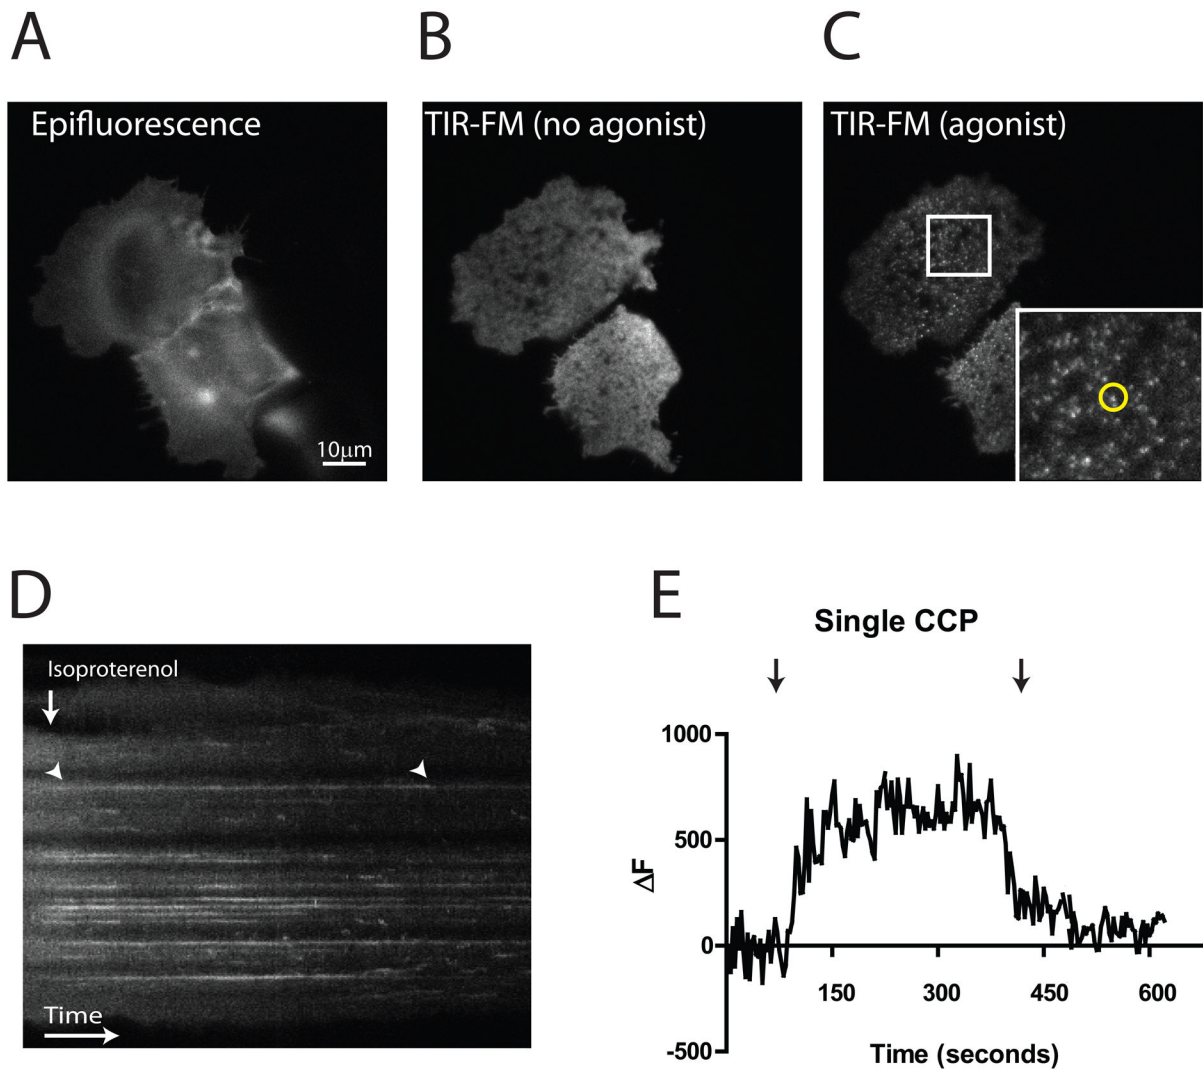 A
B
C
Epifluorescence
TIR-FM (no agonist)
TIR-FM (agonist)
10μm
D
E
Isoproterenol
Time
Single CCP
1000
500
0
-500
ΔF
150
300
450
600
Time (seconds)